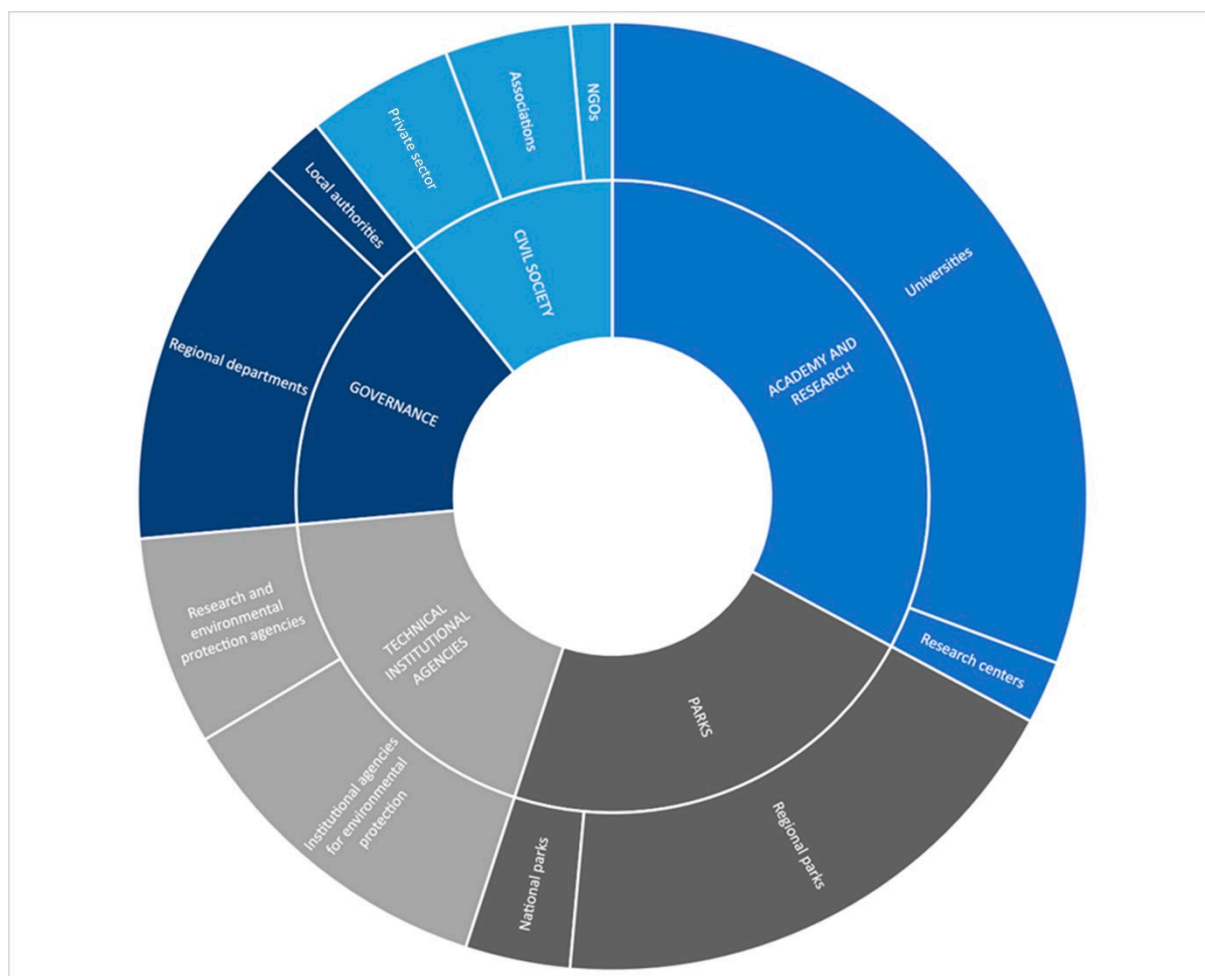 NGOs
Associations
Private sector
Local authorities
CIVIL SOCIETY
Universities
ACADEMY AND
RESEARCH
Regional departments
GOVERNANCE
Research and
environmental
protection agencies
TECHNICAL
INSTITUTIONAL
AGENCIES
Research centers
PARKS
Institutional agencies
for environmental
protection
National parks
Regional parks